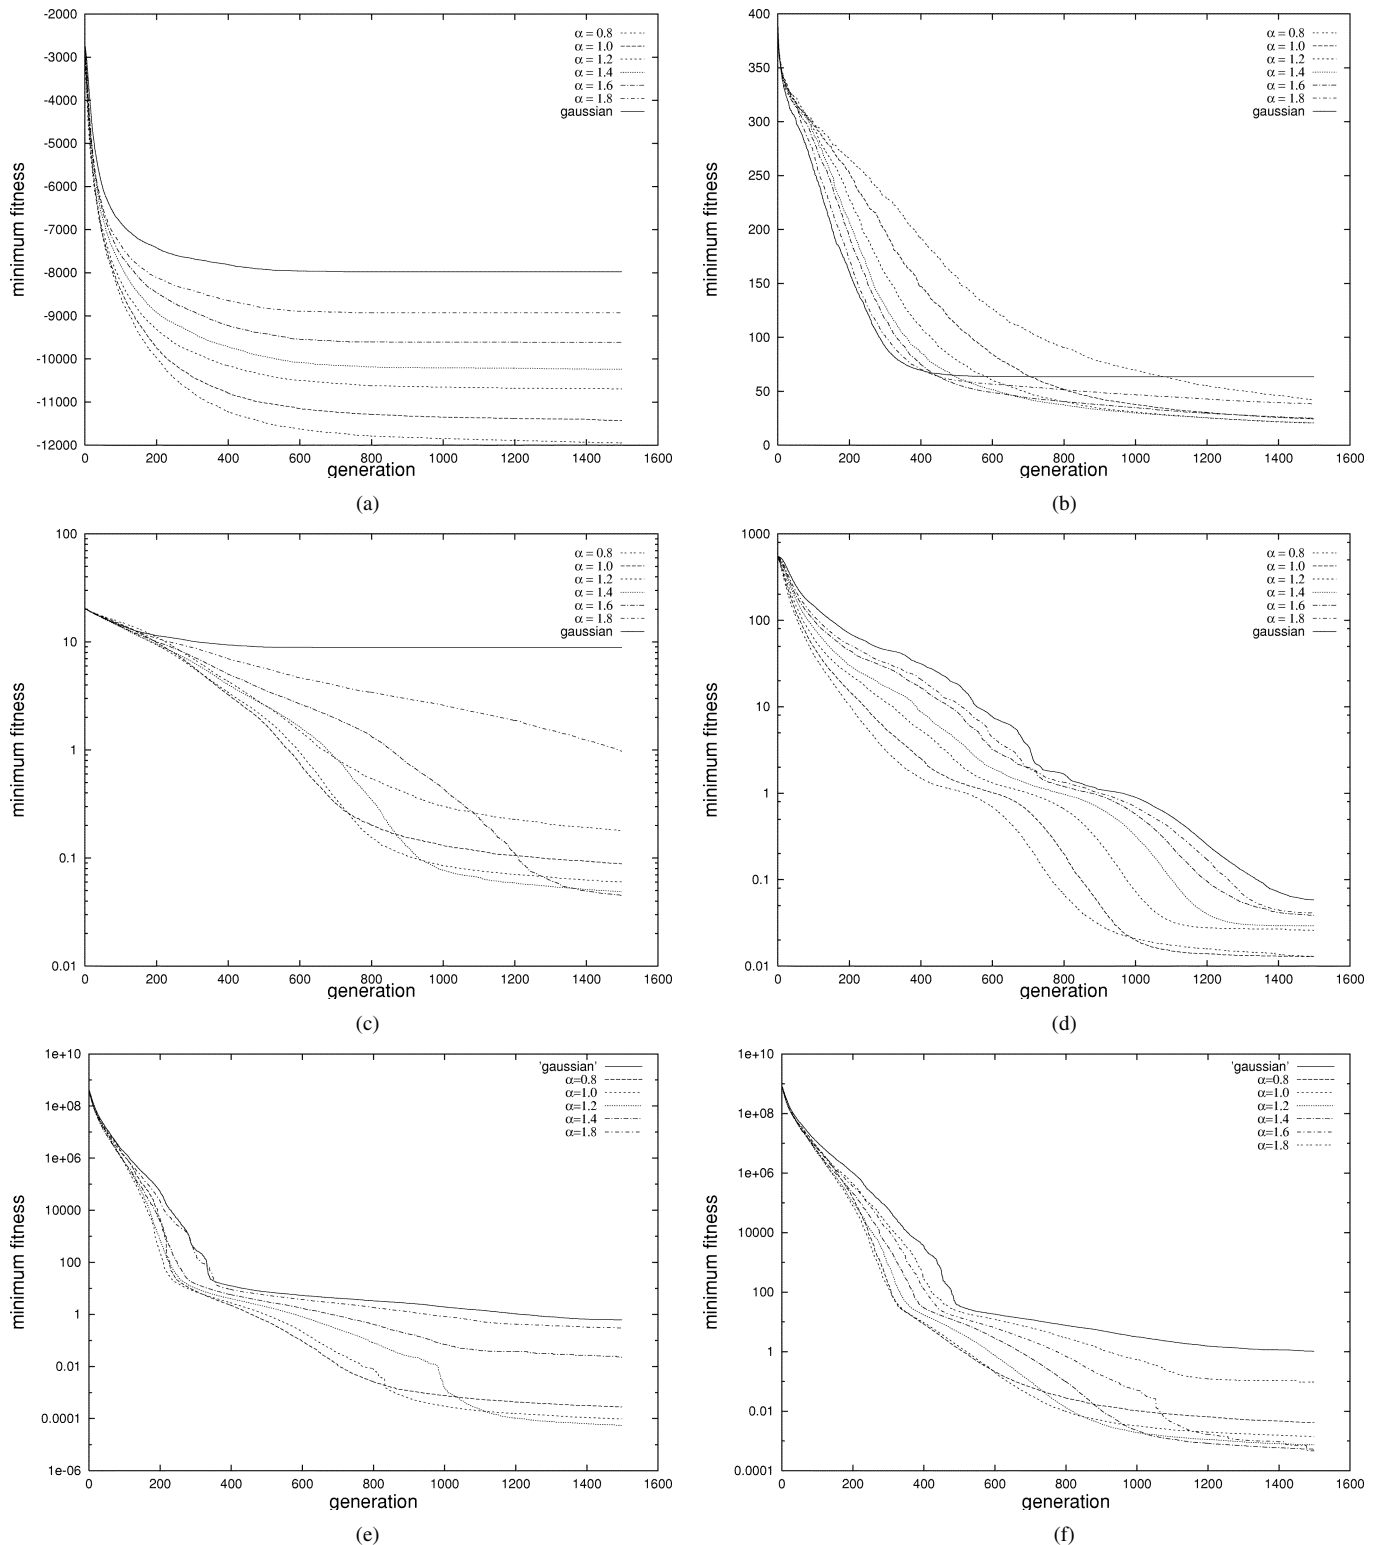 -2000
-3000
-4000
-5000
-6000
-7000
-8000
-9000
-10000
-11000
-12000
minimum fitness
α = 0.8
α = 1.0
α = 1.2
α = 1.4
α = 1.6
α = 1.8
gaussian
0 200 400 600 800 1000 1200 1400 1600
generation
(a)
400
350
300
250
200
150
100
50
0
minimum fitness
α = 0.8
α = 1.0
α = 1.2
α = 1.4
α = 1.6
α = 1.8
gaussian
0 200 400 600 800 1000 1200 1400 1600
generation
(b)
100
10
1
0.1
0.01
minimum fitness
α = 0.8
α = 1.0
α = 1.2
α = 1.4
α = 1.6
α = 1.8
gaussian
0 200 400 600 800 1000 1200 1400 1600
generation
(c)
1000
100
10
1
0.1
0.01
minimum fitness
α = 0.8
α = 1.0
α = 1.2
α = 1.4
α = 1.6
α = 1.8
gaussian
0 200 400 600 800 1000 1200 1400 1600
generation
(d)
1e+10
1e+08
1e+06
10000
100
1
0.01
0.0001
1e-06
minimum fitness
'gaussian'
α=0.8
α=1.0
α=1.2
α=1.4
α=1.8
0 200 400 600 800 1000 1200 1400 1600
generation
(e)
1e+10
1e+08
1e+06
10000
100
1
0.01
0.0001
minimum fitness
'gaussian'
α=0.8
α=1.0
α=1.2
α=1.4
α=1.6
α=1.8
0 200 400 600 800 1000 1200 1400 1600
generation
(f)